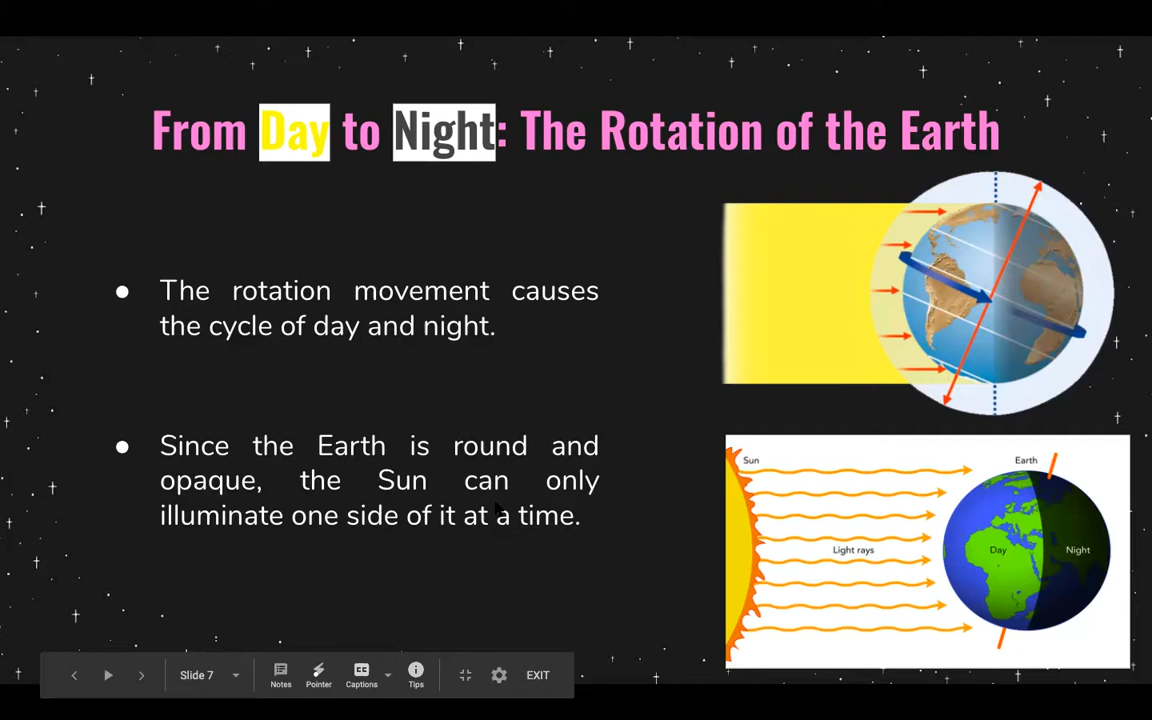 From Day to Night: The Rotation of the Earth
● The rotation movement causes
the cycle of day and night.
● Since the Earth is round and
opaque, the Sun can only
illuminate one side of it at a time.
Sun
Earth
Light rays
Day
Night
Slide 7
Notes
Pointer
CC
Captions
Tips
EXIT